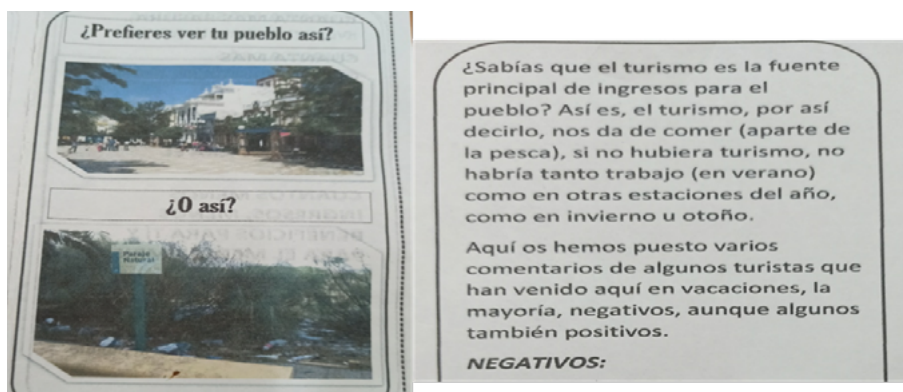 ¿Prefieres ver tu pueblo así?
¿O así?
Paraje
Natural
¿Sabías que el turismo es la fuente
principal de ingresos para el
pueblo? Así es, el turismo, por así
decirlo, nos da de comer (aparte de
la pesca), si no hubiera turismo, no
habría tanto trabajo (en verano)
como en otras estaciones del año,
como en invierno u otoño.
Aquí os hemos puesto varios
comentarios de algunos turistas que
han venido aquí en vacaciones, la
mayoría, negativos, aunque algunos
también positivos.
NEGATIVOS: